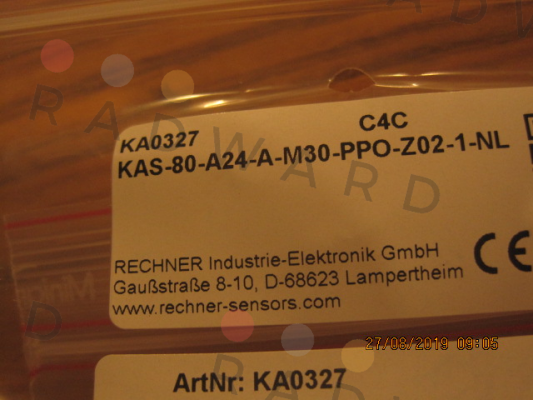 C4C
KA0327
KAS-80-A24-A-M30-PPO-Z02-1-NL
RECHNER Industrie-Elektronik GmbH
Gaußstraße 8-10, D-68623 Lampertheim
www.rechner-sensors.com
CE
27/08/2019 09:05
ArtNr: KA0327
RADWARD